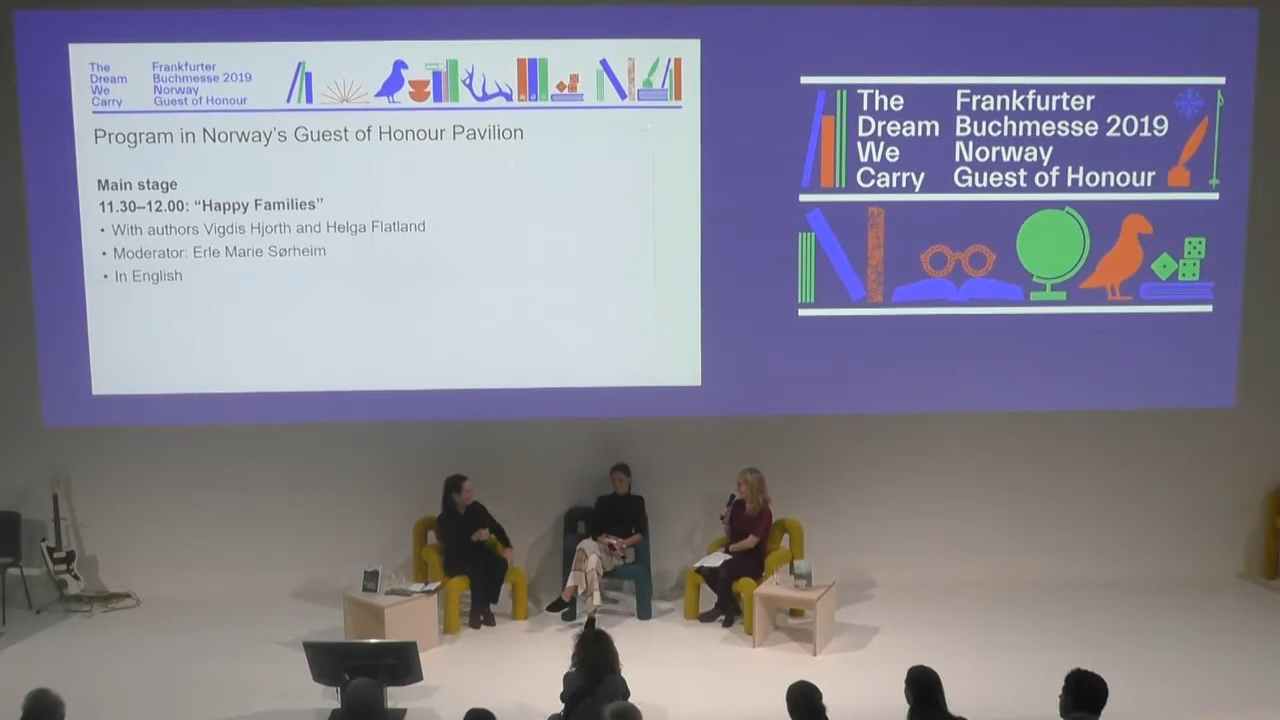 The
Dream
We
Carry
Frankfurter
Buchmesse 2019
Norway
Guest of Honour
Program in Norway's Guest of Honour Pavilion
Main stage
11.30–12.00: "Happy Families"
• With authors Vigdis Hjorth and Helga Flatland
• Moderator: Erle Marie Sørheim
• In English
The
Dream
We
Carry
Frankfurter
Buchmesse 2019
Norway
Guest of Honour